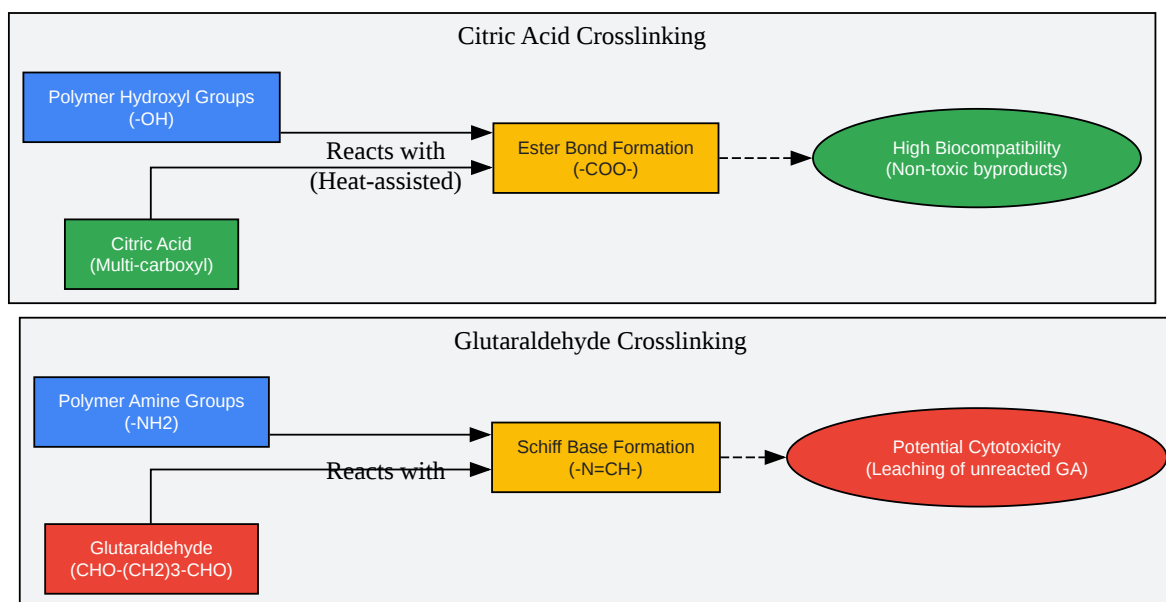 Citric Acid Crosslinking
Polymer Hydroxyl Groups
(-OH)
Reacts with
(Heat-assisted)
Ester Bond Formation
(-COO-)
High Biocompatibility
(Non-toxic byproducts)
Citric Acid
(Multi-carboxyl)
Glutaraldehyde Crosslinking
Polymer Amine Groups
(-NH2)
Reacts with
Schiff Base Formation
(-N=CH-)
Potential Cytotoxicity
(Leaching of unreacted GA)
Glutaraldehyde
(CHO-(CH2)3-CHO)